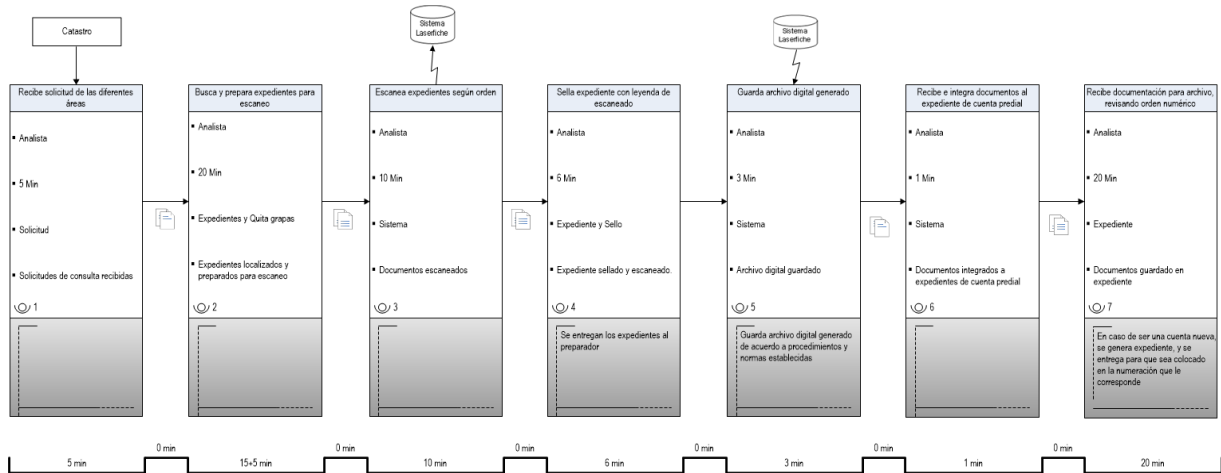 Catastro
Sistema
Laserfiche
Sistema
Laserfiche
Recibe solicitud de las diferentes
áreas
▪ Analista
▪ 5 Min
▪ Solicitud
▪ Solicitudes de consulta recibidas
1
Busca y prepara expedientes para
escaneo
▪ Analista
▪ 20 Min
▪ Expedientes y Quita grapas
▪ Expedientes localizados y
preparados para escaneo
2
Escanea expedientes según orden
▪ Analista
▪ 10 Min
▪ Sistema
▪ Documentos escaneados
3
Sella expediente con leyenda de
escaneado
▪ Analista
▪ 6 Min
▪ Expediente y Sello
▪ Expediente sellado y escaneado.
4
Se entregan los expedientes al
preparador
Guarda archivo digital generado
▪ Analista
▪ 3 Min
▪ Sistema
▪ Archivo digital guardado
5
Guarda archivo digital generado
de acuerdo a procedimientos y
normas establecidas
Recibe e integra documentos al
expediente de cuenta predial
▪ Analista
▪ 1 Min
▪ Sistema
▪ Documentos integrados a
expedientes de cuenta predial
6
Recibe documentación para archivo,
revisando orden numérico
▪ Analista
▪ 20 Min
▪ Expediente
▪ Documentos guardado en
expediente
7
En caso de ser una cuenta nueva,
se genera expediente, y se
entrega para que sea colocado
en la numeración que le
corresponde
5 min
0 min
15+5 min
0 min
10 min
0 min
6 min
0 min
3 min
0 min
1 min
0 min
20 min